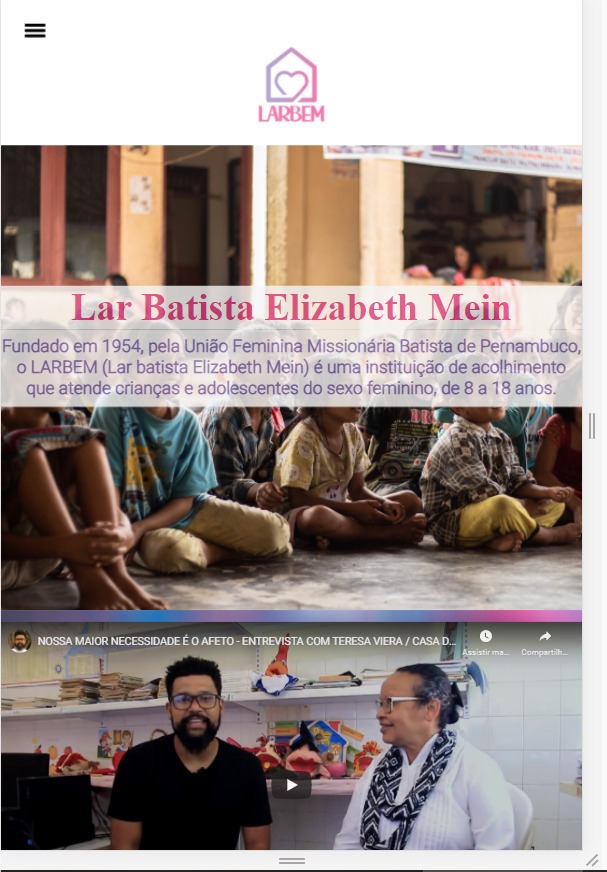 LARBEM
Lar Batista Elizabeth Mein
Fundado em 1954, pela União Feminina Missionária Batista de Pernambuco,
o LARBEM (Lar batista Elizabeth Mein) é uma instituição de acolhimento
que atende crianças e adolescentes do sexo feminino, de 8 a 18 anos.
NOSSA MAIOR NECESSIDADE É O AFETO - ENTREVISTA COM TERESA VIERA / CASA D...
Assistir ma...
Compartilh...